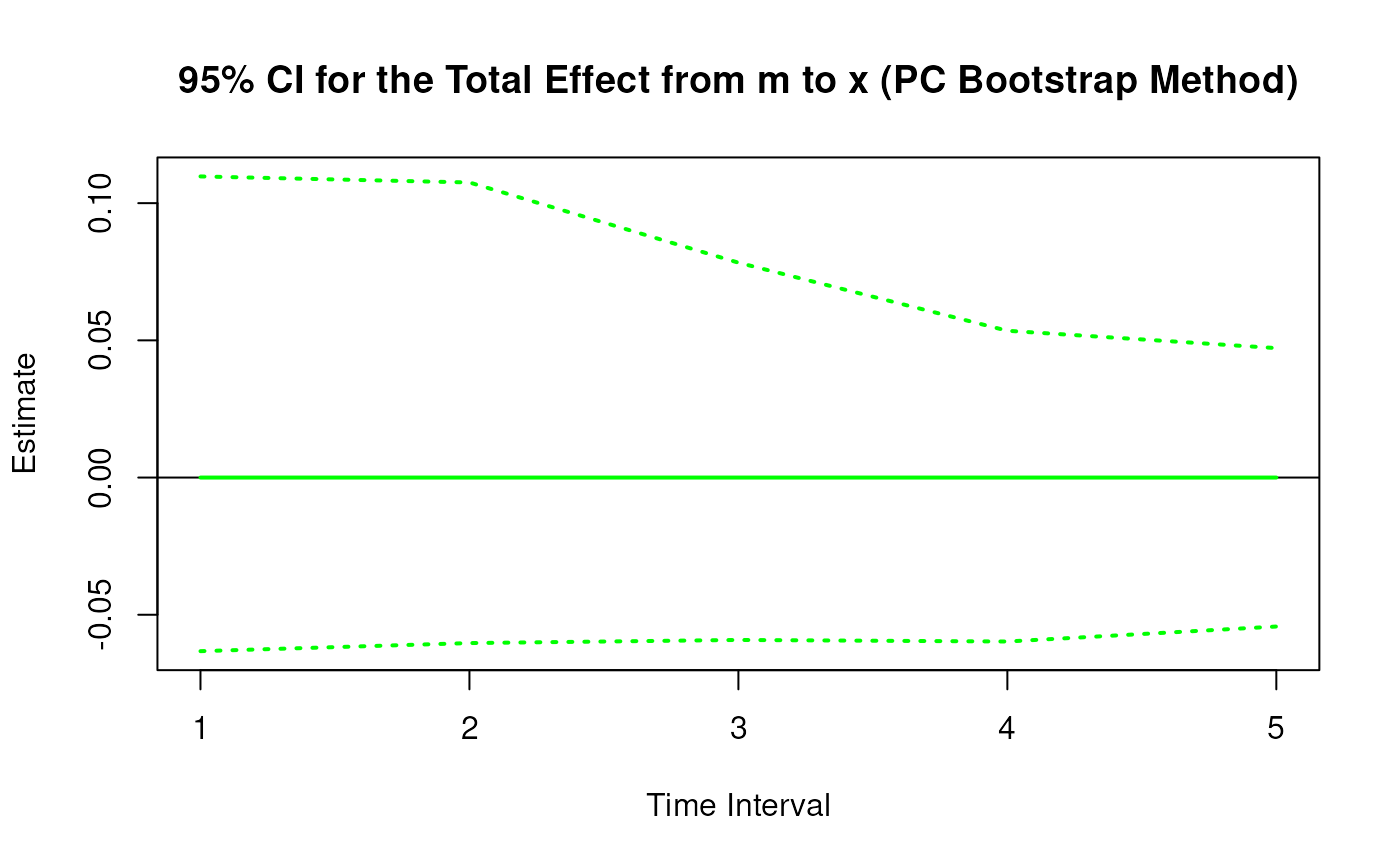 95% CI for the Total Effect from m to x (PC Bootstrap Method)
Estimate
0.10
0.05
0.00
-0.05
1 2 3 4 5
Time Interval